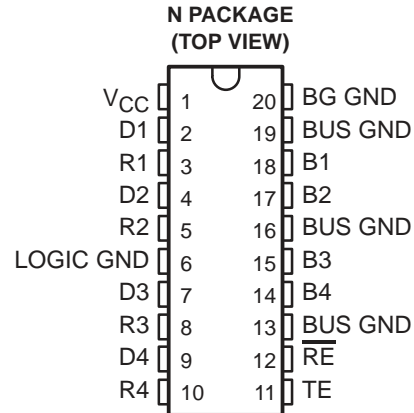 N PACKAGE
(TOP VIEW)
VCC 1 20 BG GND
D1 2 19 BUS GND
R1 3 18 B1
D2 4 17 B2
R2 5 16 BUS GND
LOGIC GND 6 15 B3
D3 7 14 B4
R3 8 13 BUS GND
D4 9 12 R̅E̅
R4 10 11 TE